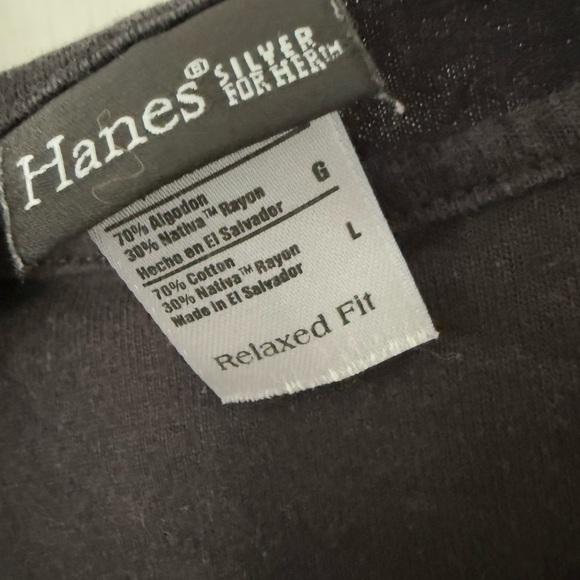 Hanes® SILVER
FOR HER™
70% Algodon
30% Nativa™ Rayon
Hecho en El Salvador
G
70% Cotton
30% Nativa™ Rayon
Made in El Salvador
L
Relaxed Fit